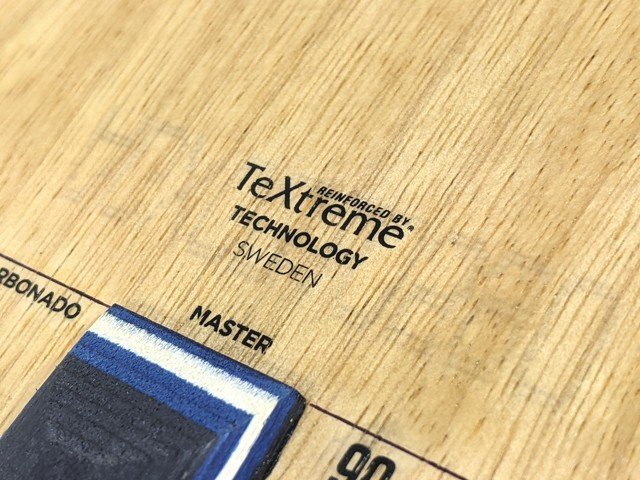 REINFORCED BY
TeXtreme®
TECHNOLOGY
SWEDEN
RBONADO
MASTER
90